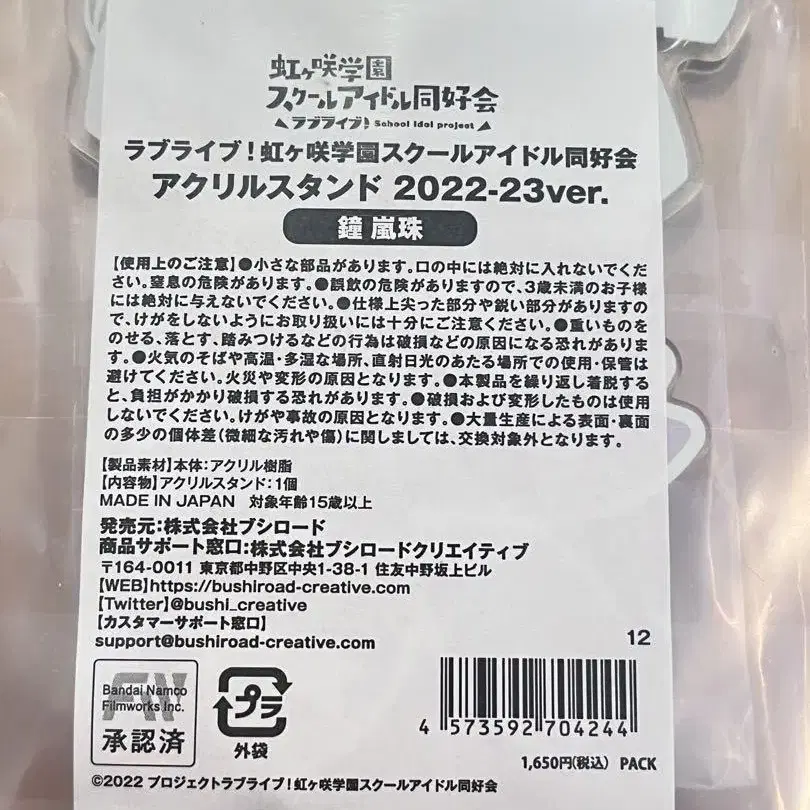 虹ヶ咲学園
スクールアイドル同好会
ラブライブ! School idol project
ラブライブ!虹ヶ咲学園スクールアイドル同好会
アクリルスタンド 2022-23ver.
鐘 嵐珠
【使用上のご注意】●小さな部品があります。口の中には絶対に入れないでくださ
い。窒息の危険があります。●誤飲の危険がありますので、3歳未満のお子様
には絶対に与えないでください。●仕様上尖った部分や鋭い部分がありますの
で、けがをしないようにお取り扱いには十分にご注意ください。●重いものを
のせる、落とす、踏みつけるなどの行為は破損などの原因になる恐れがありま
す。●火気のそばや高温・多湿な場所、直射日光のあたる場所での使用・保管は
避けてください。火災や変形の原因となります。●本製品を繰り返し着脱する
と、負担がかかり破損する恐れがあります。●破損および変形したものは使用
しないでください。けがや事故の原因となります。●大量生産による表面・裏面
の多少の個体差(微細な汚れや傷)に関しましては、交換対象外となります。
【製品素材】本体:アクリル樹脂
【内容物】アクリルスタンド:1個
MADE IN JAPAN 対象年齢15歳以上
発売元:株式会社ブシロード
商品サポート窓口:株式会社ブシロードクリエイティブ
〒164-0011 東京都中野区中央1-38-1 住友中野坂上ビル
【WEB】https://bushiroad-creative.com
【Twitter】@bushi_creative
【カスタマーサポート窓口】
support@bushiroad-creative.com
12
Bandai Namco
Filmworks Inc.
承認済
プラ
外袋
4 573592 704244
1,650円(税込) PACK
©2022 プロジェクトラブライブ!虹ヶ咲学園スクールアイドル同好会